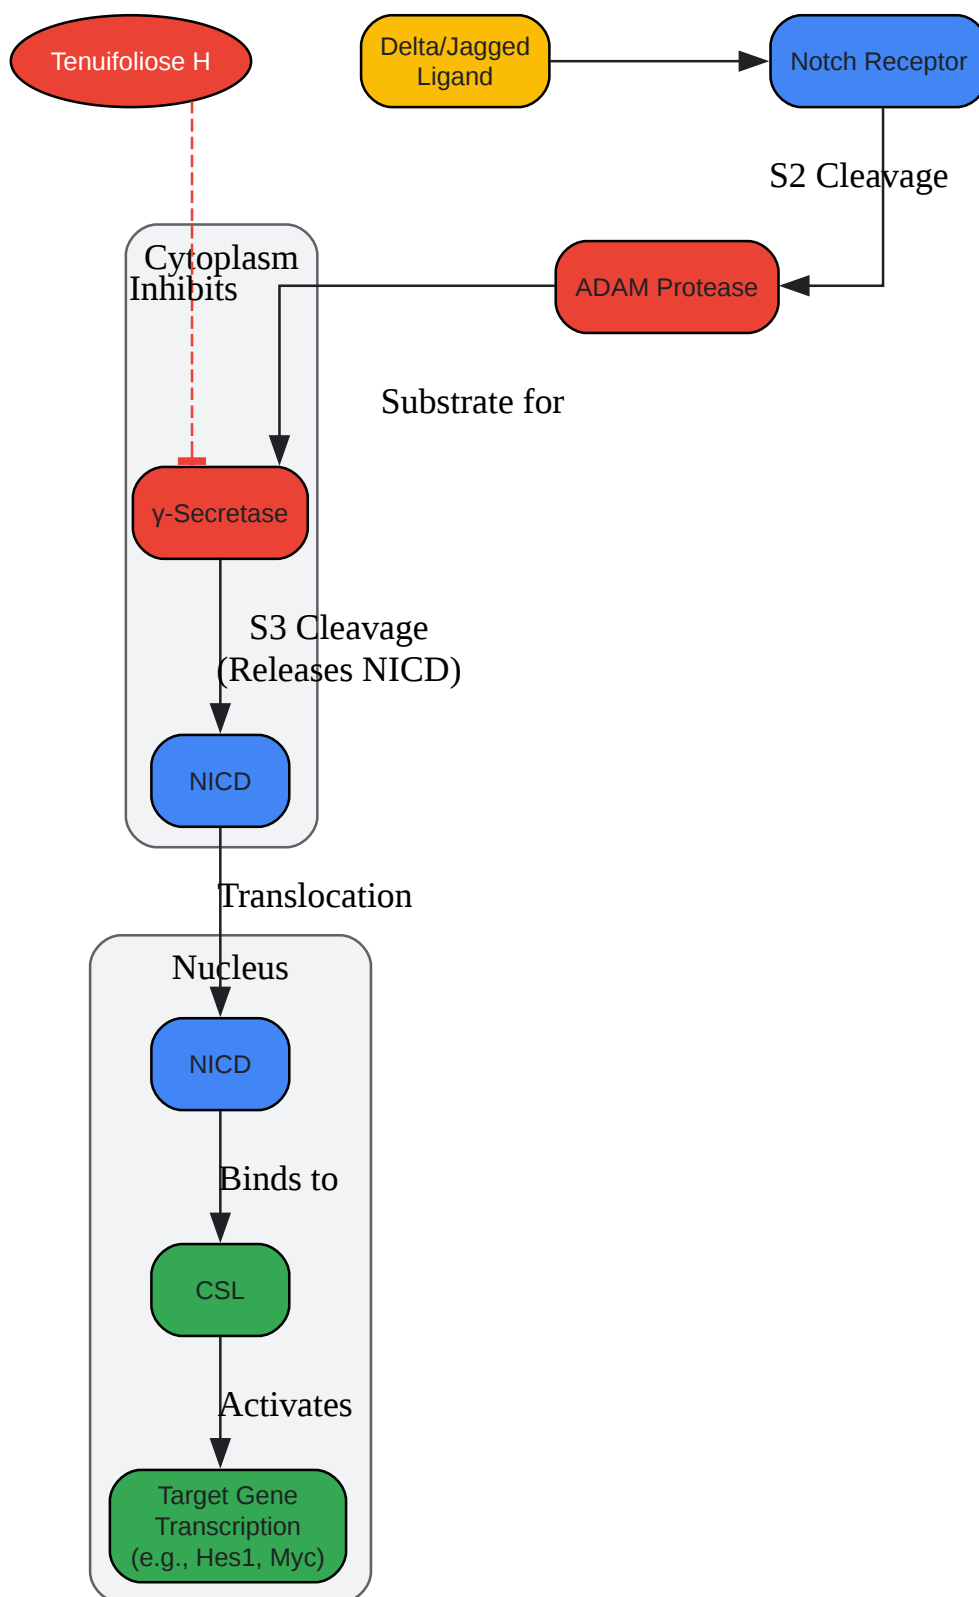 Tenuifoliose H
Delta/Jagged
Ligand
Notch Receptor
S2 Cleavage
Cytoplasm
Inhibits
ADAM Protease
Substrate for
γ-Secretase
S3 Cleavage
(Releases NICD)
NICD
Translocation
Nucleus
NICD
Binds to
CSL
Activates
Target Gene
Transcription
(e.g., Hes1, Myc)